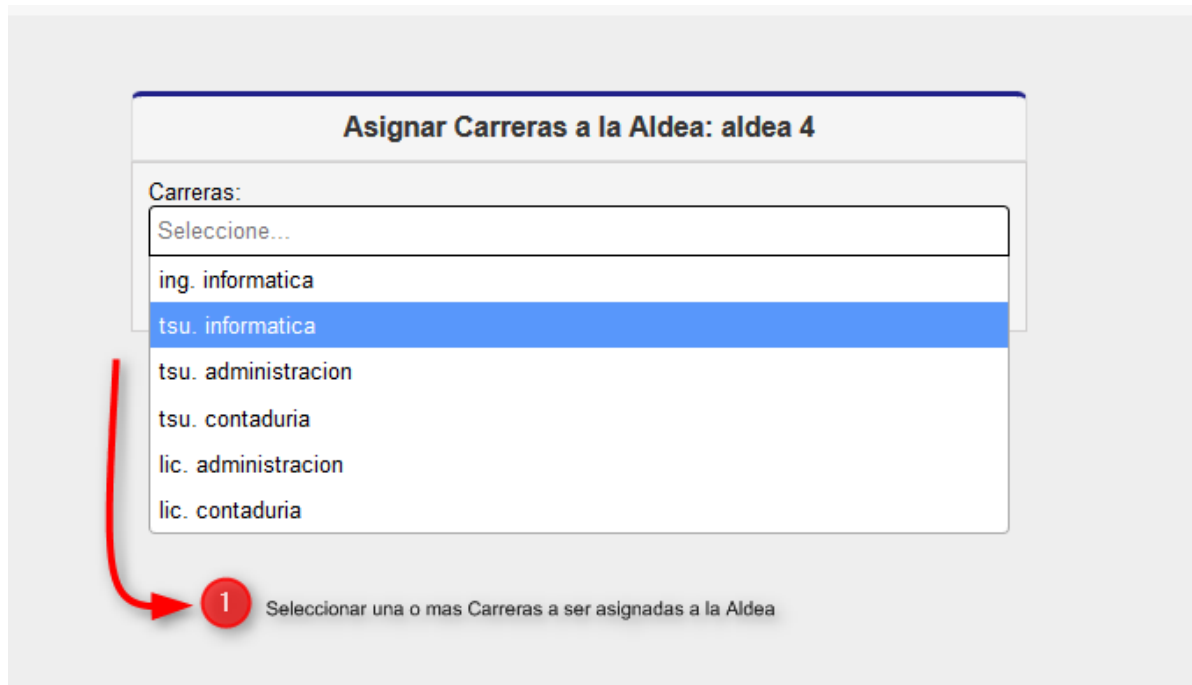 Asignar Carreras a la Aldea: aldea 4
Carreras:
Seleccione...
ing. informatica
tsu. informatica
tsu. administracion
tsu. contaduria
lic. administracion
lic. contaduria
1 Seleccionar una o mas Carreras a ser asignadas a la Aldea